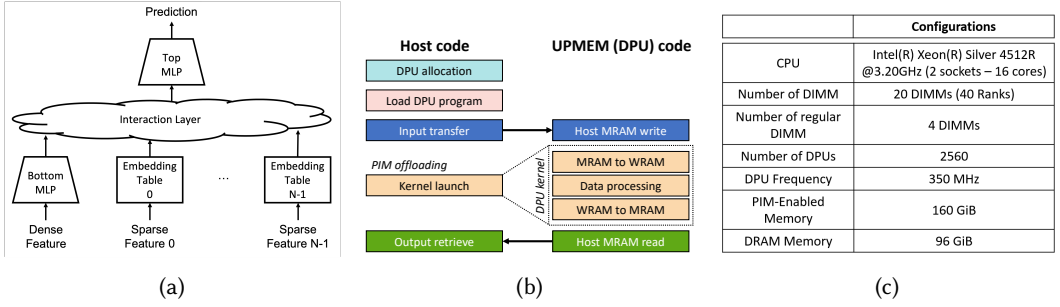 Prediction
Top
MLP
Interaction Layer
Bottom
MLP
Embedding
Table
0
...
Embedding
Table
N-1
Dense
Feature
Sparse
Feature 0
Sparse
Feature N-1
(a)
Host code
UPMEM (DPU) code
DPU allocation
Load DPU program
Input transfer
Host MRAM write
PIM offloading
Kernel launch
DPU kernel
MRAM to WRAM
Data processing
WRAM to MRAM
Output retrieve
Host MRAM read
(b)
Configurations
CPU
Intel(R) Xeon(R) Silver 4512R
@3.20GHz (2 sockets – 16 cores)
Number of DIMM
20 DIMMs (40 Ranks)
Number of regular
DIMM
4 DIMMs
Number of DPUs
2560
DPU Frequency
350 MHz
PIM-Enabled
Memory
160 GiB
DRAM Memory
96 GiB
(c)